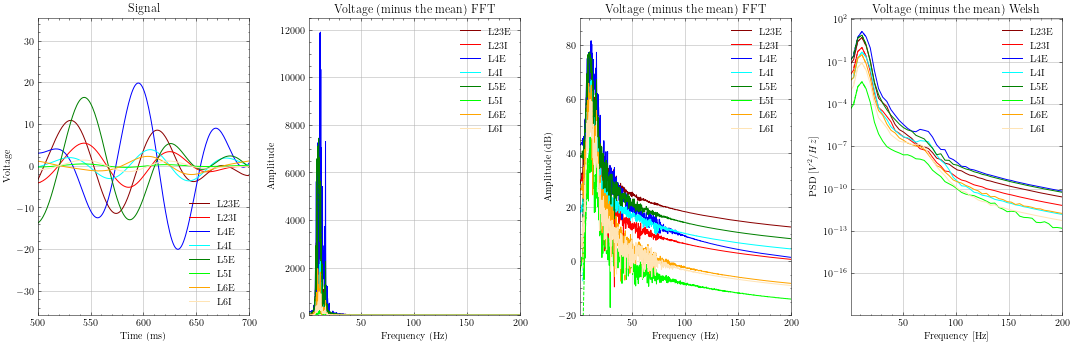 Signal
Voltage
30
20
10
0
−10
−20
−30
500
550
600
650
700
Time (ms)
L23E
L23I
L4E
L4I
L5E
L5I
L6E
L6I
Voltage (minus the mean) FFT
Amplitude
12000
10000
8000
6000
4000
2000
0
50
100
150
200
Frequency (Hz)
L23E
L23I
L4E
L4I
L5E
L5I
L6E
L6I
Voltage (minus the mean) FFT
Amplitude (dB)
80
60
40
20
0
−20
50
100
150
200
Frequency (Hz)
L23E
L23I
L4E
L4I
L5E
L5I
L6E
L6I
Voltage (minus the mean) Welsh
PSD [V²/Hz]
10²
10⁻¹
10⁻⁴
10⁻⁷
10⁻¹⁰
10⁻¹³
10⁻¹⁶
50
100
150
200
Frequency [Hz]
L23E
L23I
L4E
L4I
L5E
L5I
L6E
L6I